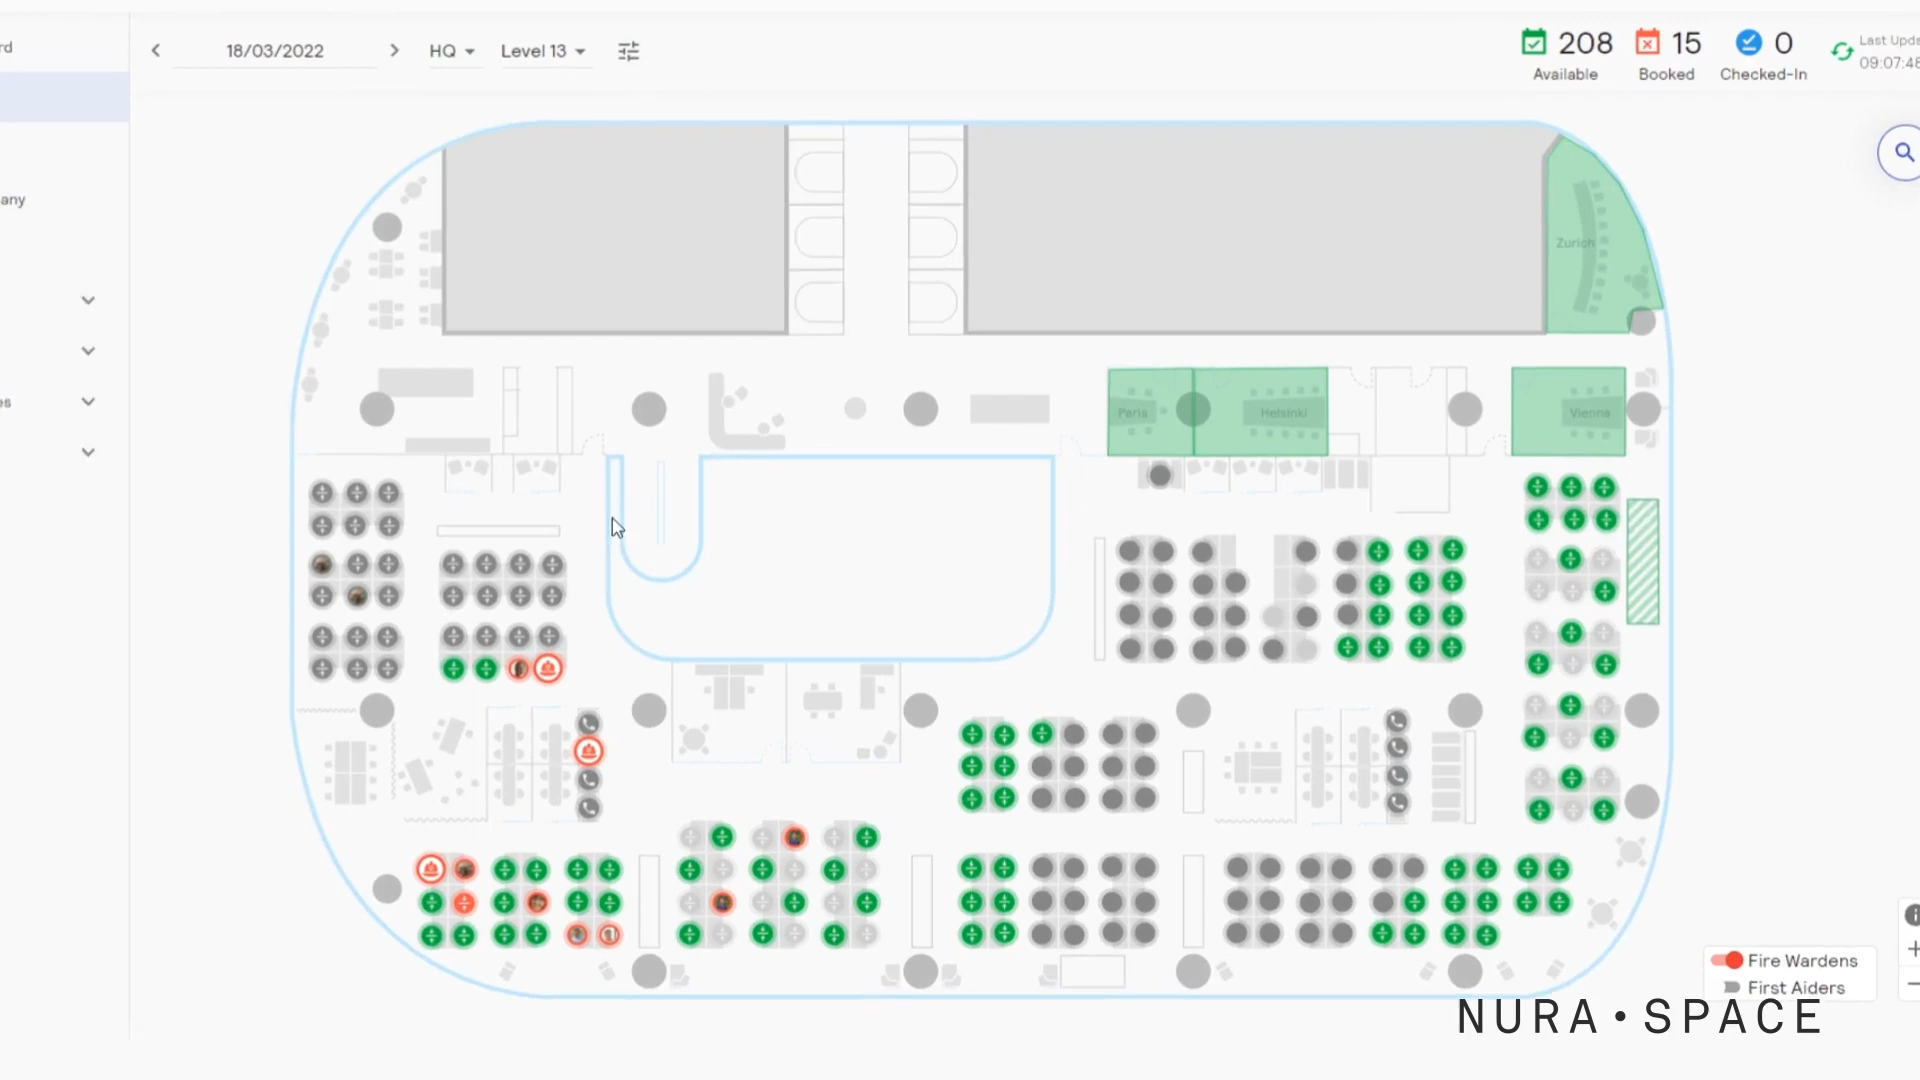 rd
18/03/2022 HQ Level 13
208 15 0
Available Booked Checked-In
Last Upda
09:07:48
any
es
Zurich
Paris Helsinki Vienna
Fire Wardens
First Aiders
NURA•SPACE